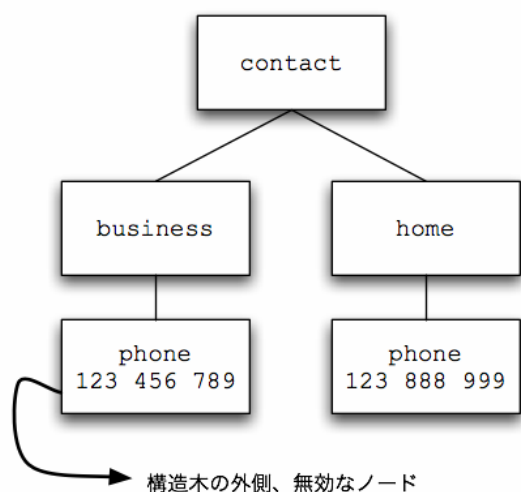 contact
business
home
phone
123 456 789
phone
123 888 999
構造木の外側、無効なノード